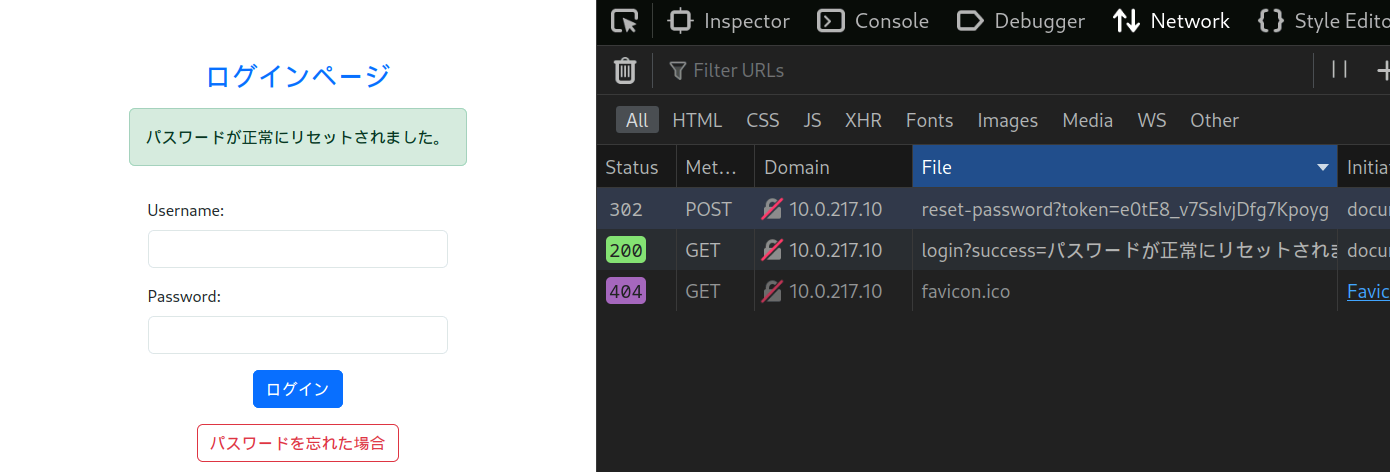 ログインページ
パスワードが正常にリセットされました。
Username:
Password:
ログイン
パスワードを忘れた場合
Inspector Console Debugger Network Style Edito
Filter URLs
All HTML CSS JS XHR Fonts Images Media WS Other
Status Met... Domain File Initia
302 POST 10.0.217.10 reset-password?token=e0tE8_v7SsIvjDfg7Kpoyg docu
200 GET 10.0.217.10 login?success=パスワードが正常にリセットされま docu
404 GET 10.0.217.10 favicon.ico Favic